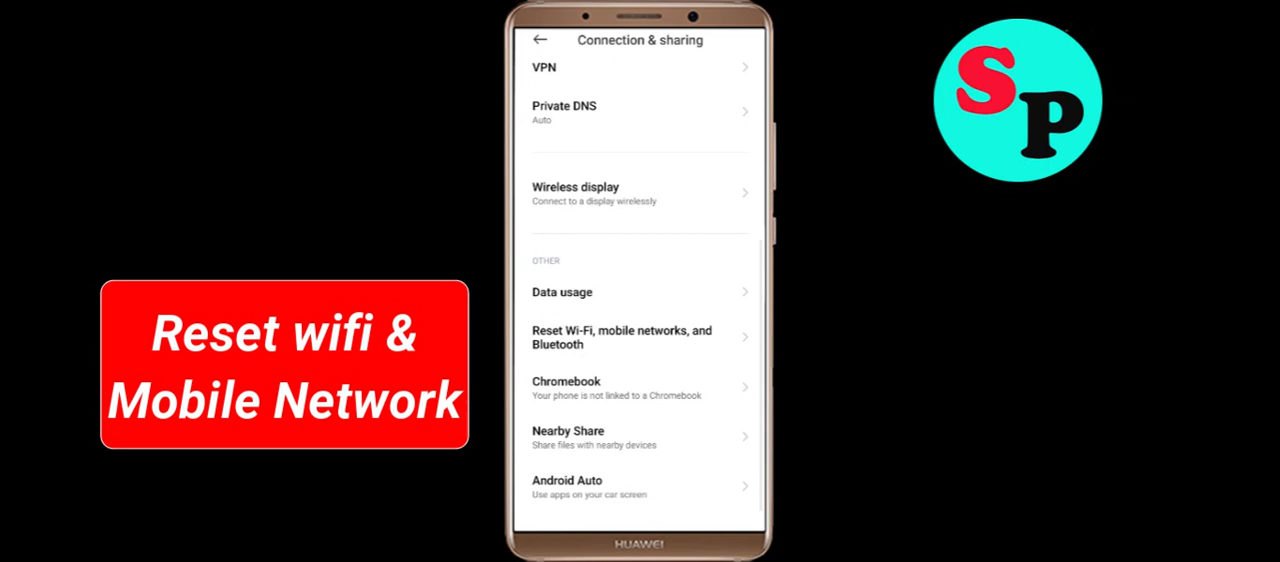 Connection & sharing
VPN
Private DNS
Auto
Wireless display
Connect to a display wirelessly
OTHER
Data usage
Reset Wi-Fi, mobile networks, and
Bluetooth
Chromebook
Your phone is not linked to a Chromebook
Nearby Share
Share files with nearby devices
Android Auto
Use apps on your car screen
HUAWEI
Reset wifi &
Mobile Network
SP